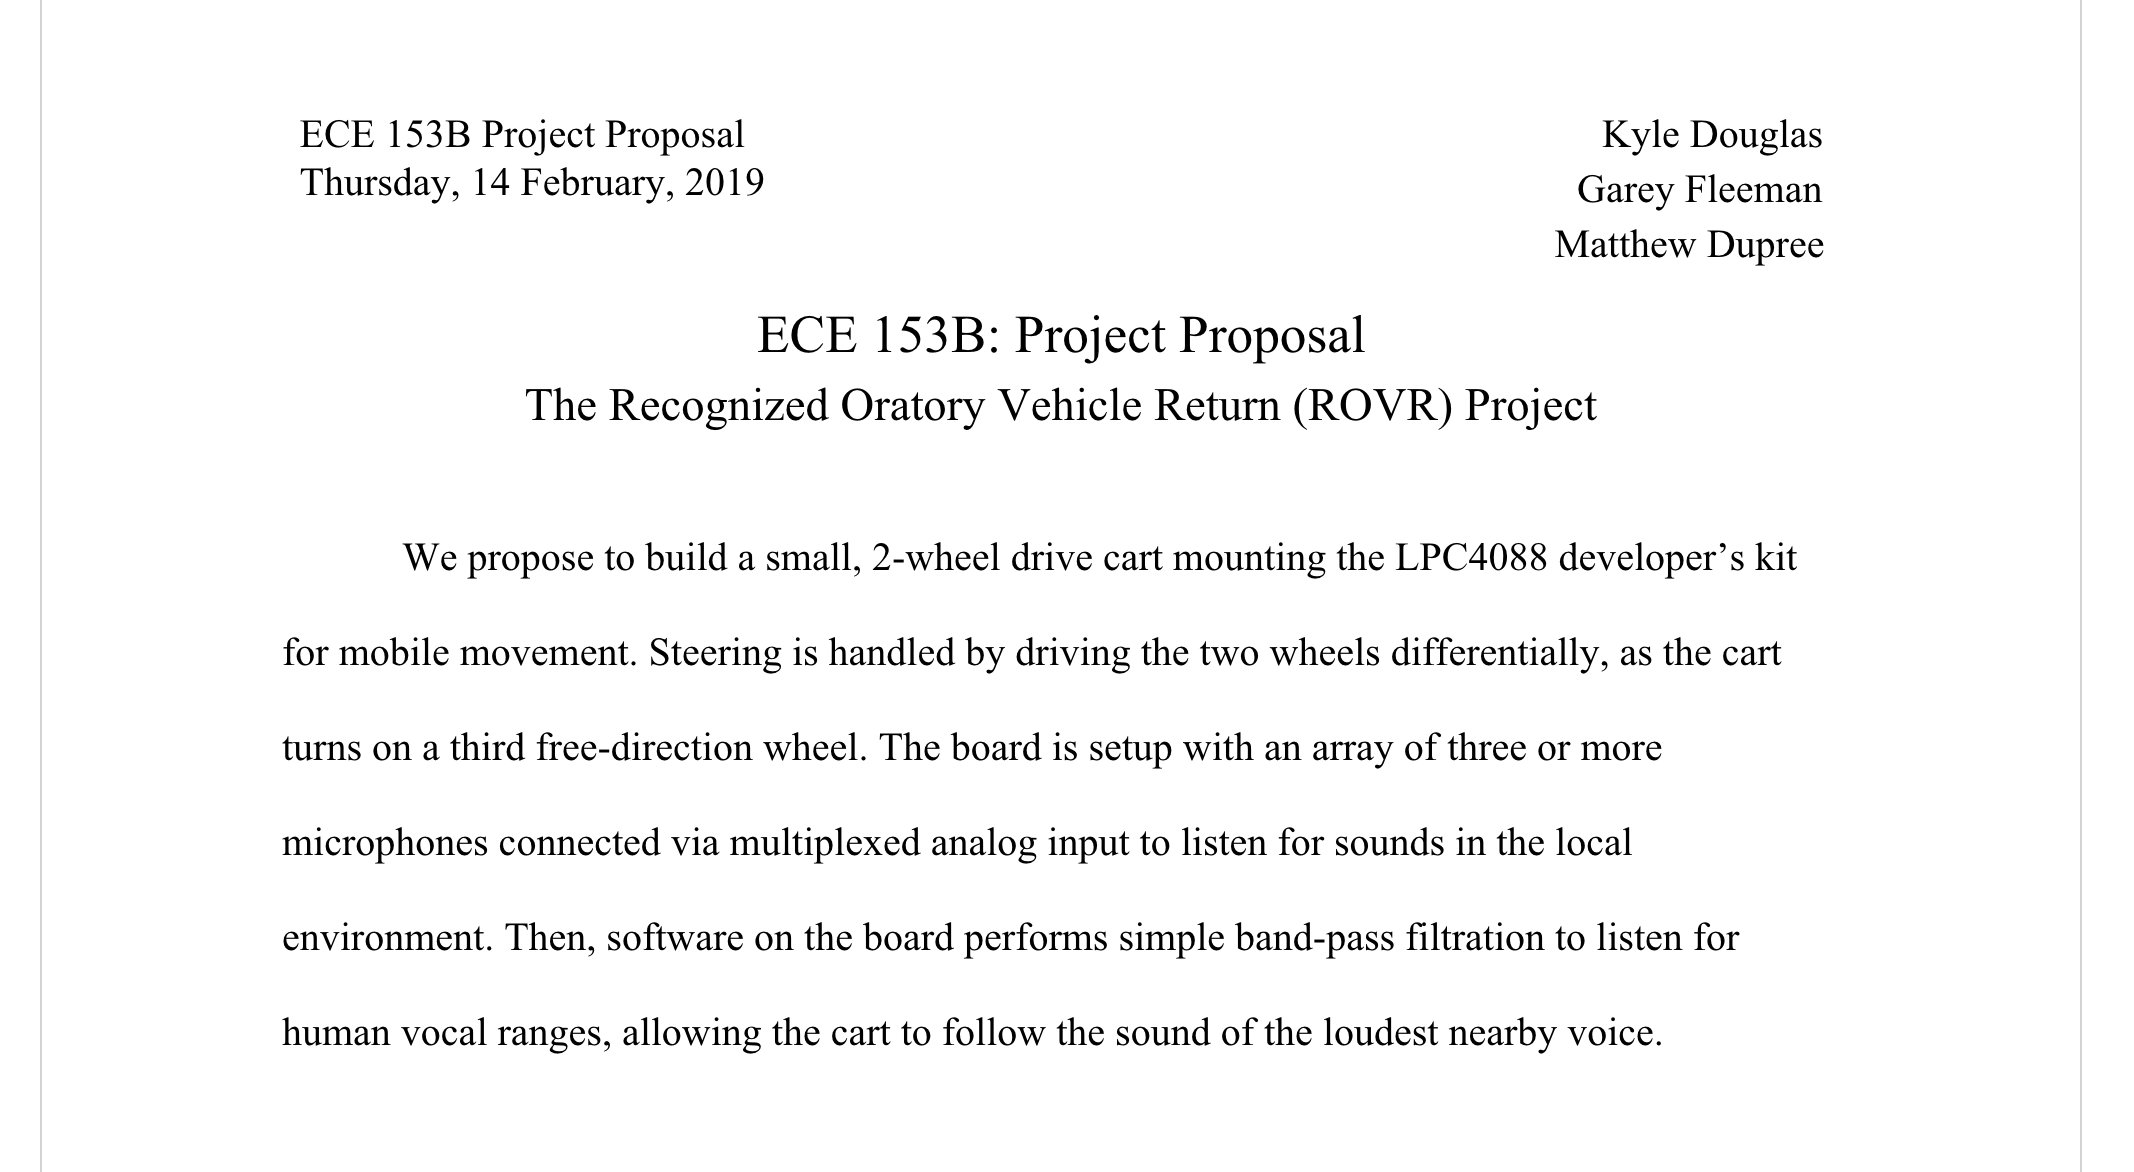 ECE 153B Project Proposal
Thursday, 14 February, 2019
Kyle Douglas
Garey Fleeman
Matthew Dupree
ECE 153B: Project Proposal
The Recognized Oratory Vehicle Return (ROVR) Project
We propose to build a small, 2-wheel drive cart mounting the LPC4088 developer’s kit
for mobile movement. Steering is handled by driving the two wheels differentially, as the cart
turns on a third free-direction wheel. The board is setup with an array of three or more
microphones connected via multiplexed analog input to listen for sounds in the local
environment. Then, software on the board performs simple band-pass filtration to listen for
human vocal ranges, allowing the cart to follow the sound of the loudest nearby voice.